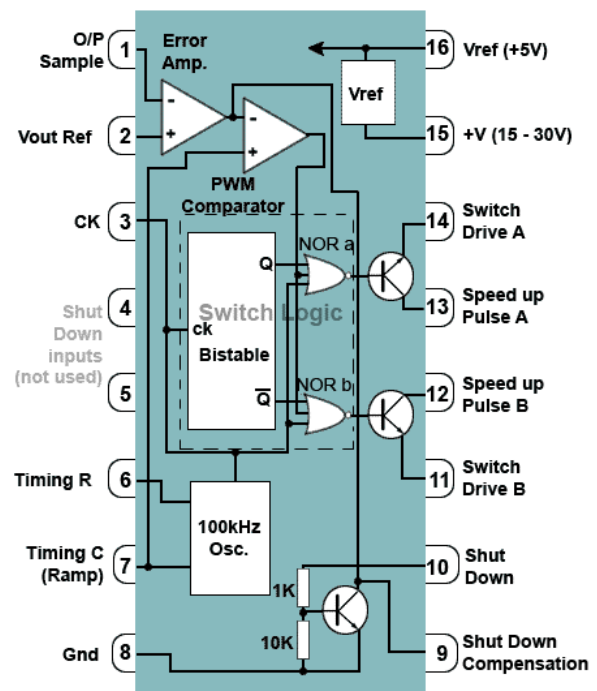 O/P
Sample
1
Error
Amp.
-
+
Vout Ref
2
-
+
PWM
Comparator
CK
3
Shut
Down
inputs
(not used)
4
5
Switch Logic
Q
ck
Bistable
Q̅
NOR a
NOR b
Timing R
6
100kHz
Osc.
Timing C
(Ramp)
7
Gnd
8
1K
10K
16
Vref (+5V)
Vref
15
+V (15 - 30V)
14
Switch
Drive A
13
Speed up
Pulse A
12
Speed up
Pulse B
11
Switch
Drive B
10
Shut
Down
9
Shut Down
Compensation